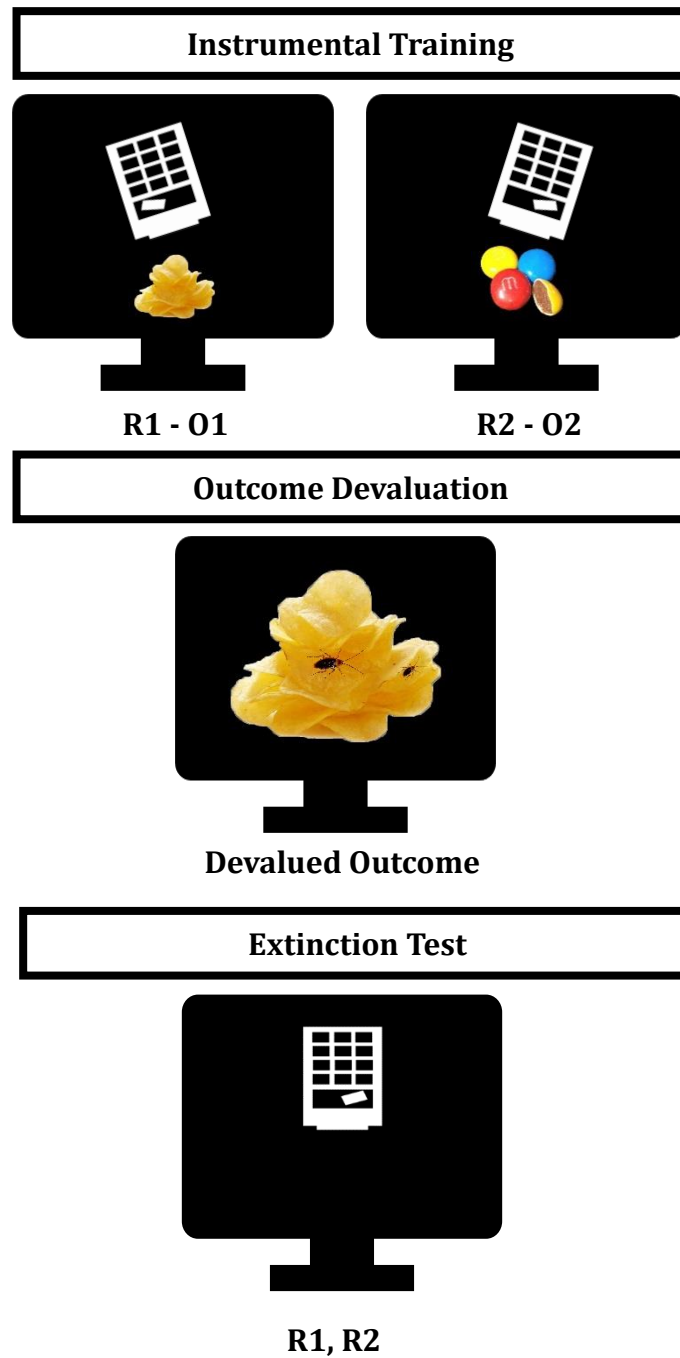 Instrumental Training
R1 - O1
R2 - O2
Outcome Devaluation
Devalued Outcome
Extinction Test
R1, R2